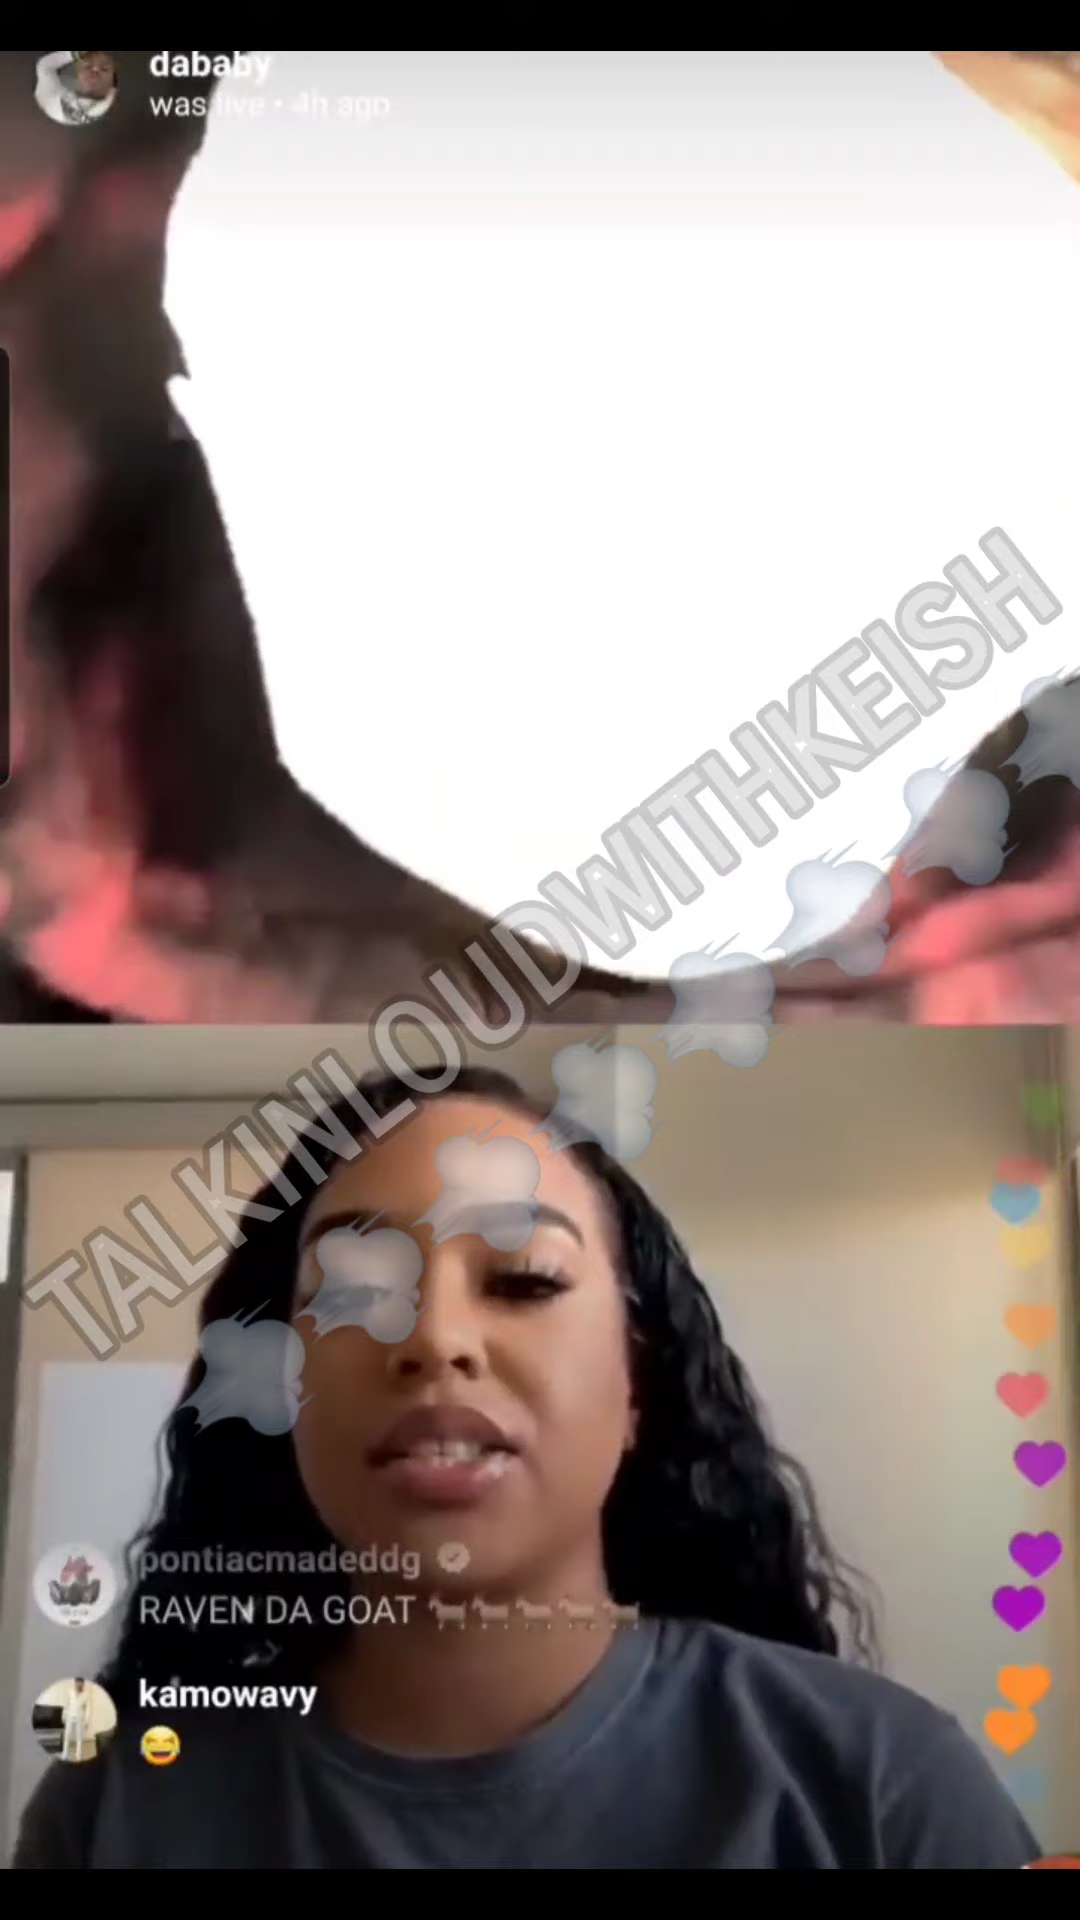 dababy
was live • 4h ago
TALKINLOUDWITHKEISH
pontiacmadeddg
RAVEN DA GOAT 🐐🐐🐐🐐🐐
kamowavy
😂